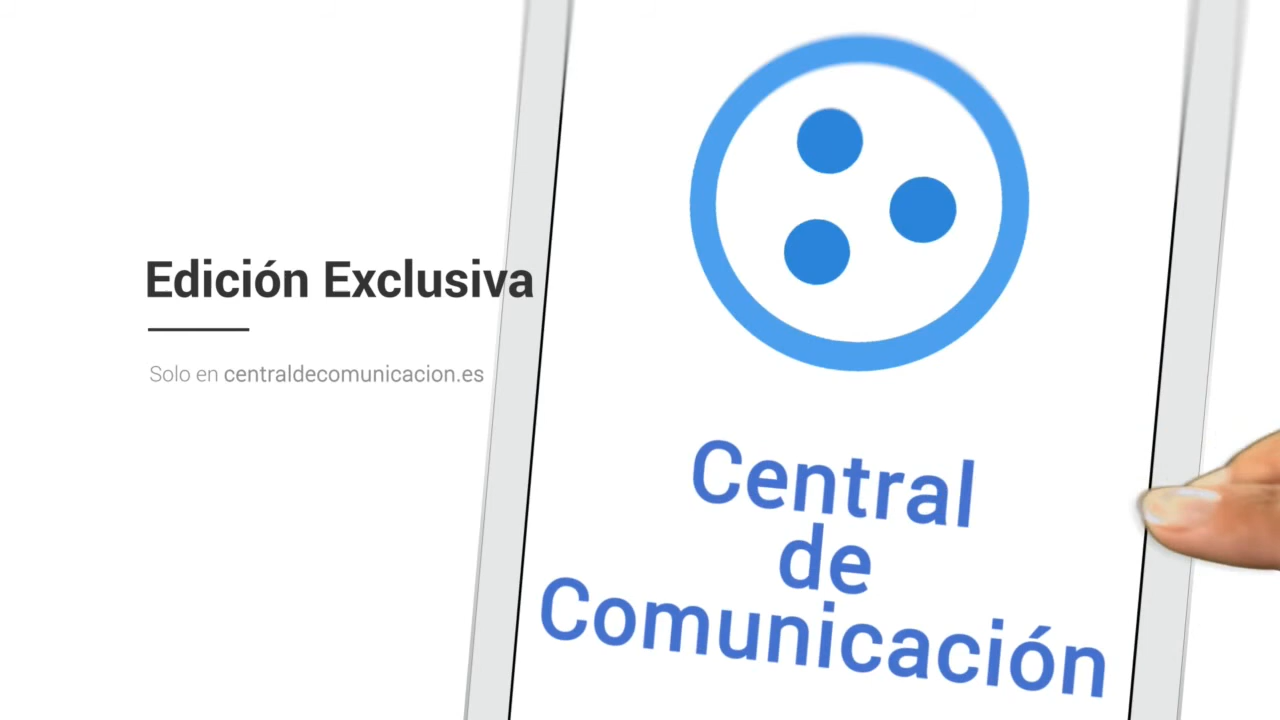 Edición Exclusiva
Solo en centraldecomunicacion.es
Central
de
Comunicación